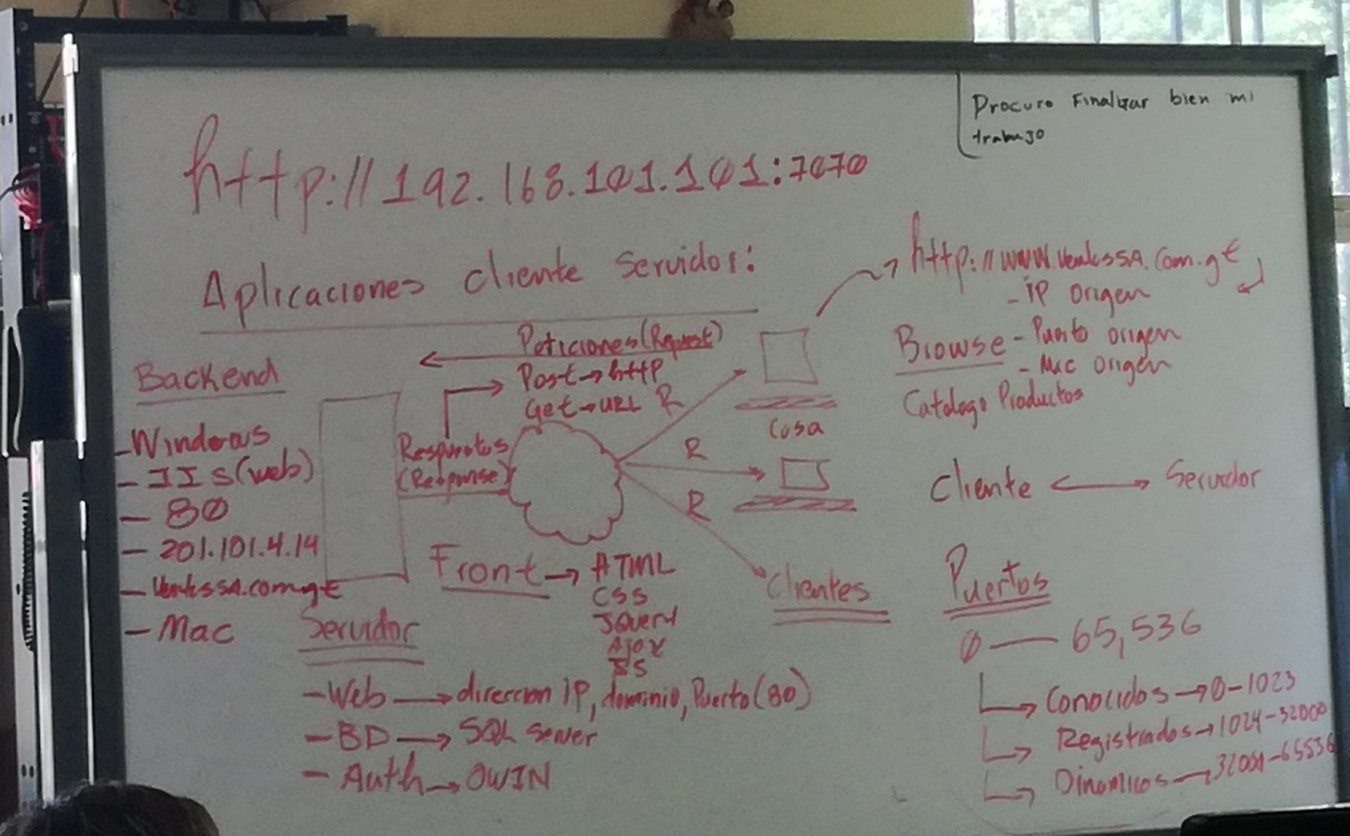 Procuro Finalizar bien mi
trabajo
http://192.168.101.101:7070
Aplicaciones cliente servidor:
http://www.VentasSA.com.gt
- IP origen
Browse - Puerto origen
- Mac origen
Catalogo Productos
Peticiones (Request)
Post → http
Get → URL
R
R
R
Respuestas
(Response)
Casa
Clientes
Backend
- Windows
- IIS (web)
- 80
- 201.101.4.14
- VentasSA.com.gt
- Mac
Servidor
Front → HTML
CSS
JQuery
Ajax
JS
- Web → direccion IP, dominio, Puerto (80)
- BD → SQL Server
- Auth → OWIN
Cliente ↔ Servidor
Puertos
0 — 65,536
Conocidos → 0-1023
Registrados → 1024-32000
Dinamicos → 32001-65536